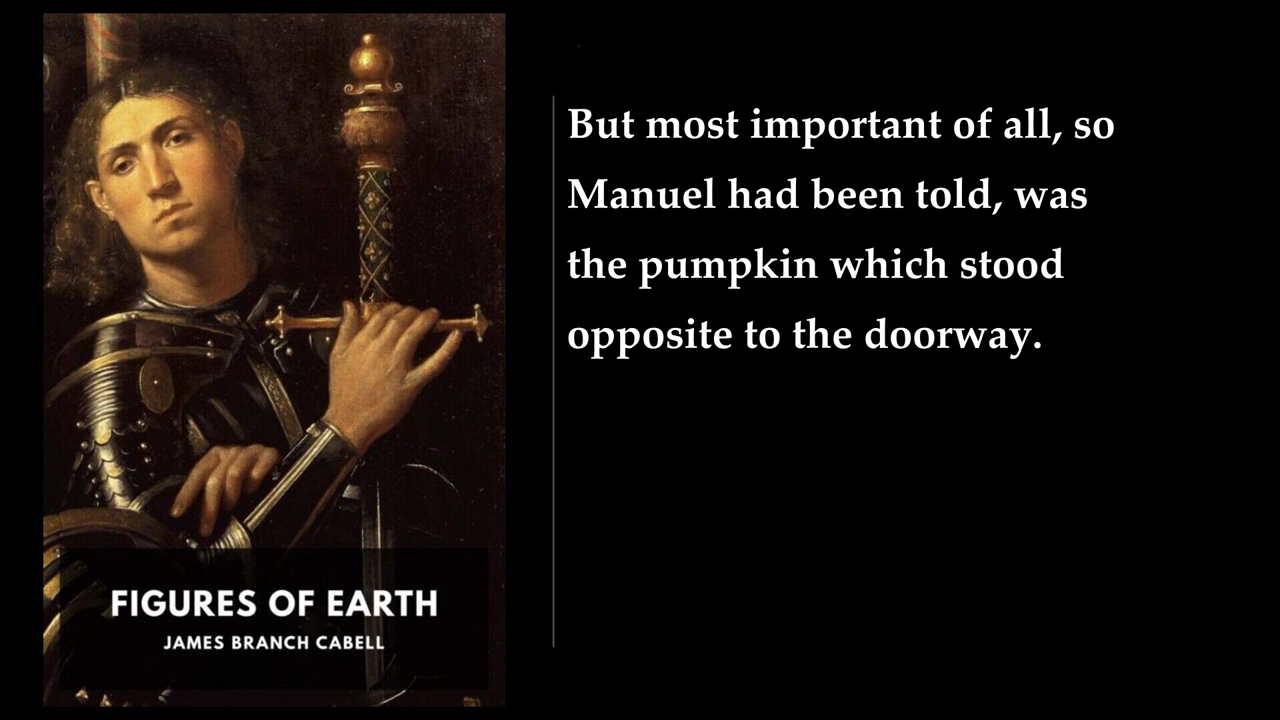 FIGURES OF EARTH
JAMES BRANCH CABELL
But most important of all, so
Manuel had been told, was
the pumpkin which stood
opposite to the doorway.